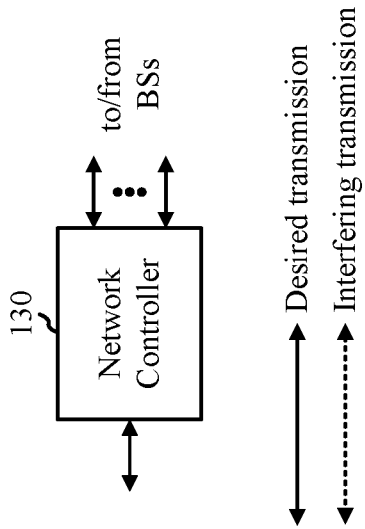 130
Network
Controller
to/from
BSs
Desired transmission
Interfering transmission